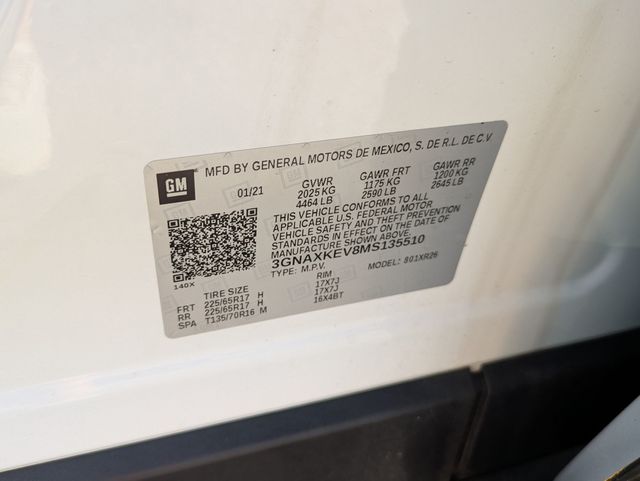 MFD BY GENERAL MOTORS DE MEXICO, S. DE R.L. DE C.V
GM
01/21 GVWR GAWR FRT GAWR RR
2025 KG 1175 KG 1200 KG
4464 LB 2590 LB 2645 LB
THIS VEHICLE CONFORMS TO ALL
APPLICABLE U.S. FEDERAL MOTOR
VEHICLE SAFETY AND THEFT PREVENTION
STANDARDS IN EFFECT ON THE DATE OF
MANUFACTURE SHOWN ABOVE.
3GNAXKEV8MS135510
TYPE: M.P.V. MODEL: 801XR26
140X
TIRE SIZE RIM
FRT 225/65R17 H 17X7J
RR 225/65R17 H 17X7J
SPA T135/70R16 M 16X4BT